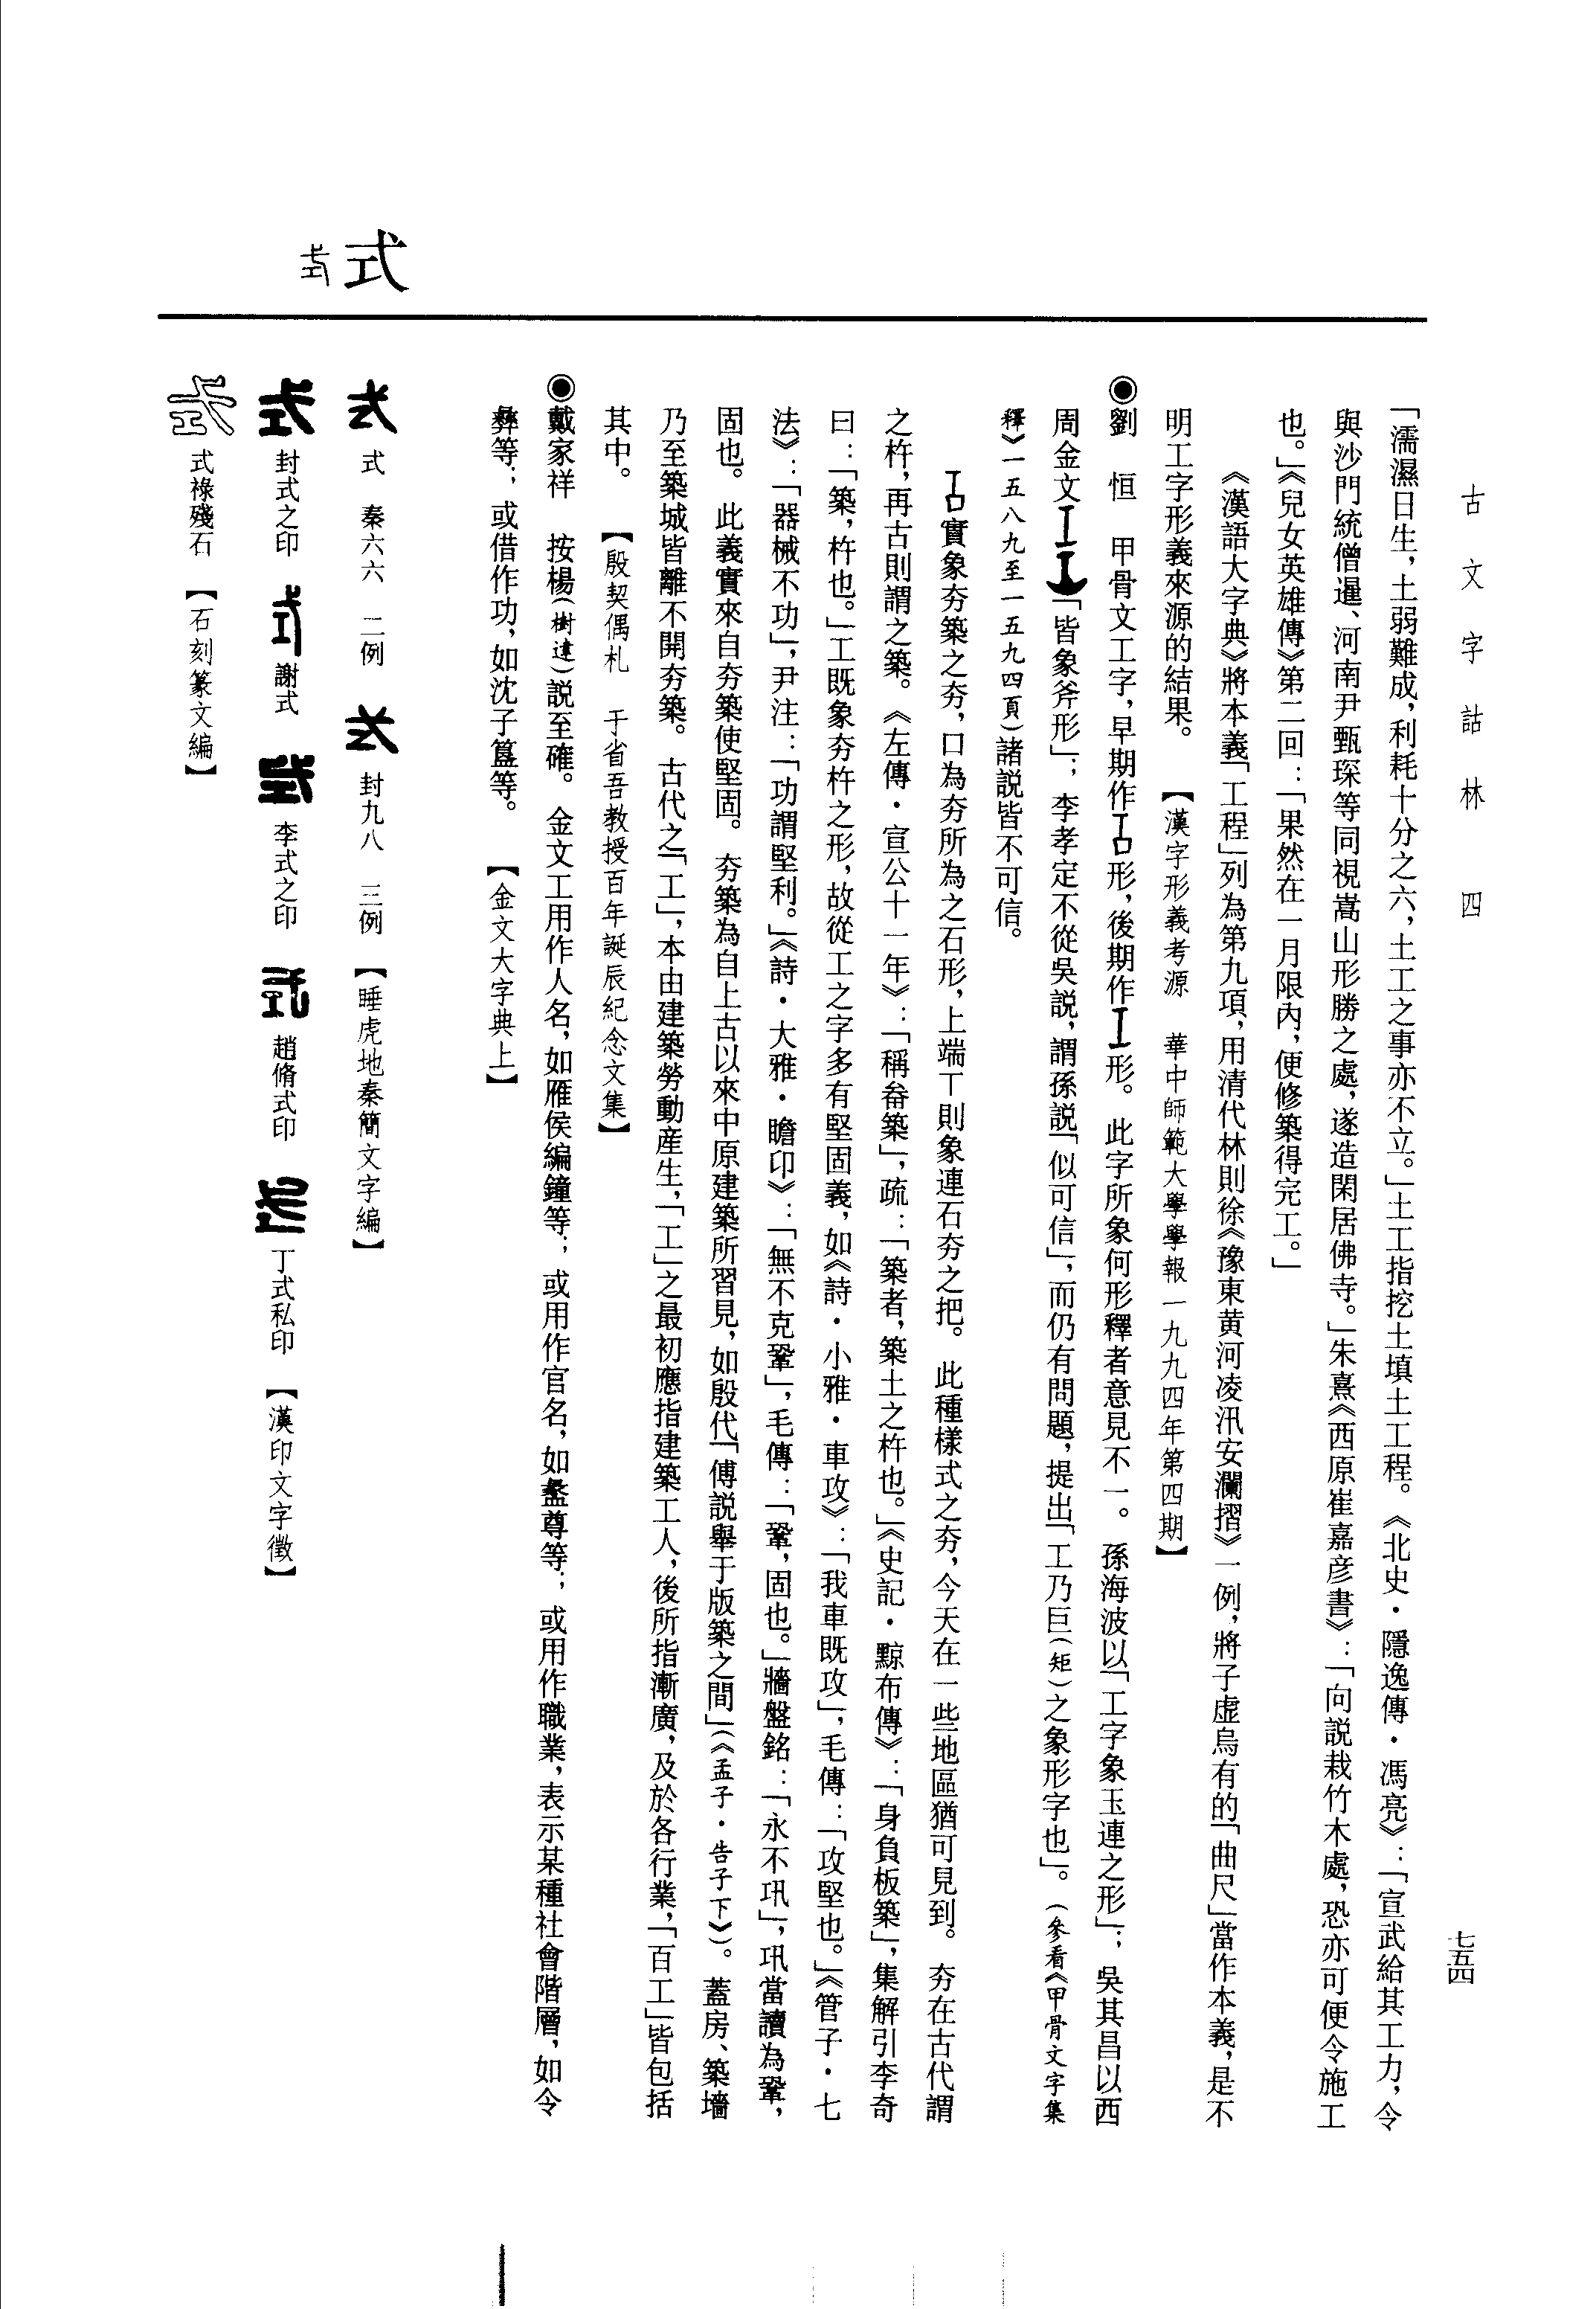 古文字詁林　四
七五四
「濡濕日生，土弱難成，利耗十分之六，土工之事亦不立。」土工指挖土填土工程。《北史·隱逸傳·馮亮》：「宣武給其工力，令
與沙門統僧暹、河南尹甄琛等同視嵩山形勝之處，遂造閑居佛寺。」朱熹《西原崔嘉彦書》：「向説栽竹木處，恐亦可便令施工
也。」《兒女英雄傳》第二回：「果然在一月限內，便修築得完工。」
《漢語大字典》將本義「工程」列為第九項，用清代林則徐《豫東黄河凌汛安瀾摺》一例，將子虚烏有的「曲尺」當作本義，是不
明工字形義來源的結果。　【漢字形義考源　華中師範大學學報一九九四年第四期】
◉劉　恒　甲骨文工字，早期作形，後期作形。此字所象何形釋者意見不一。孫海波以「工字象玉連之形」；吳其昌以西
周金文「皆象斧形」；李孝定不從吳説，謂孫説「似可信」，而仍有問題，提出「工乃巨（矩）之象形字也」。（參看《甲骨文字集
釋》一五八九至一五九四頁）諸説皆不可信。
實象夯築之夯，口為夯所為之石形，上端丅則象連石夯之把。此種樣式之夯，今天在一些地區猶可見到。夯在古代謂
之杵，再古則謂之築。《左傳·宣公十一年》：「稱畚築」，疏：「築者，築土之杵也。」《史記·黥布傳》：「身負板築」，集解引李奇
曰：「築，杵也。」工既象夯杵之形，故從工之字多有堅固義，如《詩·小雅·車攻》：「我車既攻」，毛傳：「攻堅也。」《管子·七
法》：「器械不功」，尹注：「功謂堅利。」《詩·大雅·瞻卬》：「無不克鞏」，毛傳：「鞏，固也。」牆盤銘：「永不巩」，巩當讀為鞏，
固也。此義實來自夯築使堅固。夯築為自上古以來中原建築所習見，如殷代「傅説舉于版築之間」（《孟子·告子下》）。蓋房、築墻
乃至築城皆離不開夯築。古代之「工」，本由建築勞動産生，「工」之最初應指建築工人，後所指漸廣，及於各行業，「百工」皆包括
其中。　【殷契偶札　于省吾教授百年誕辰紀念文集】
◉戴家祥　按楊（樹達）説至確。金文工用作人名，如雁侯編鐘等；或用作官名，如盠尊等；或用作職業，表示某種社會階層，如令
彝等；或借作功，如沈子簋等。　【金文大字典上】
式
式　秦六六　二例　封九八　三例　【睡虎地秦簡文字編】
封式之印　謝式　李式之印　趙脩式印　丁式私印　【漢印文字徵】
式祿殘石　【石刻篆文編】